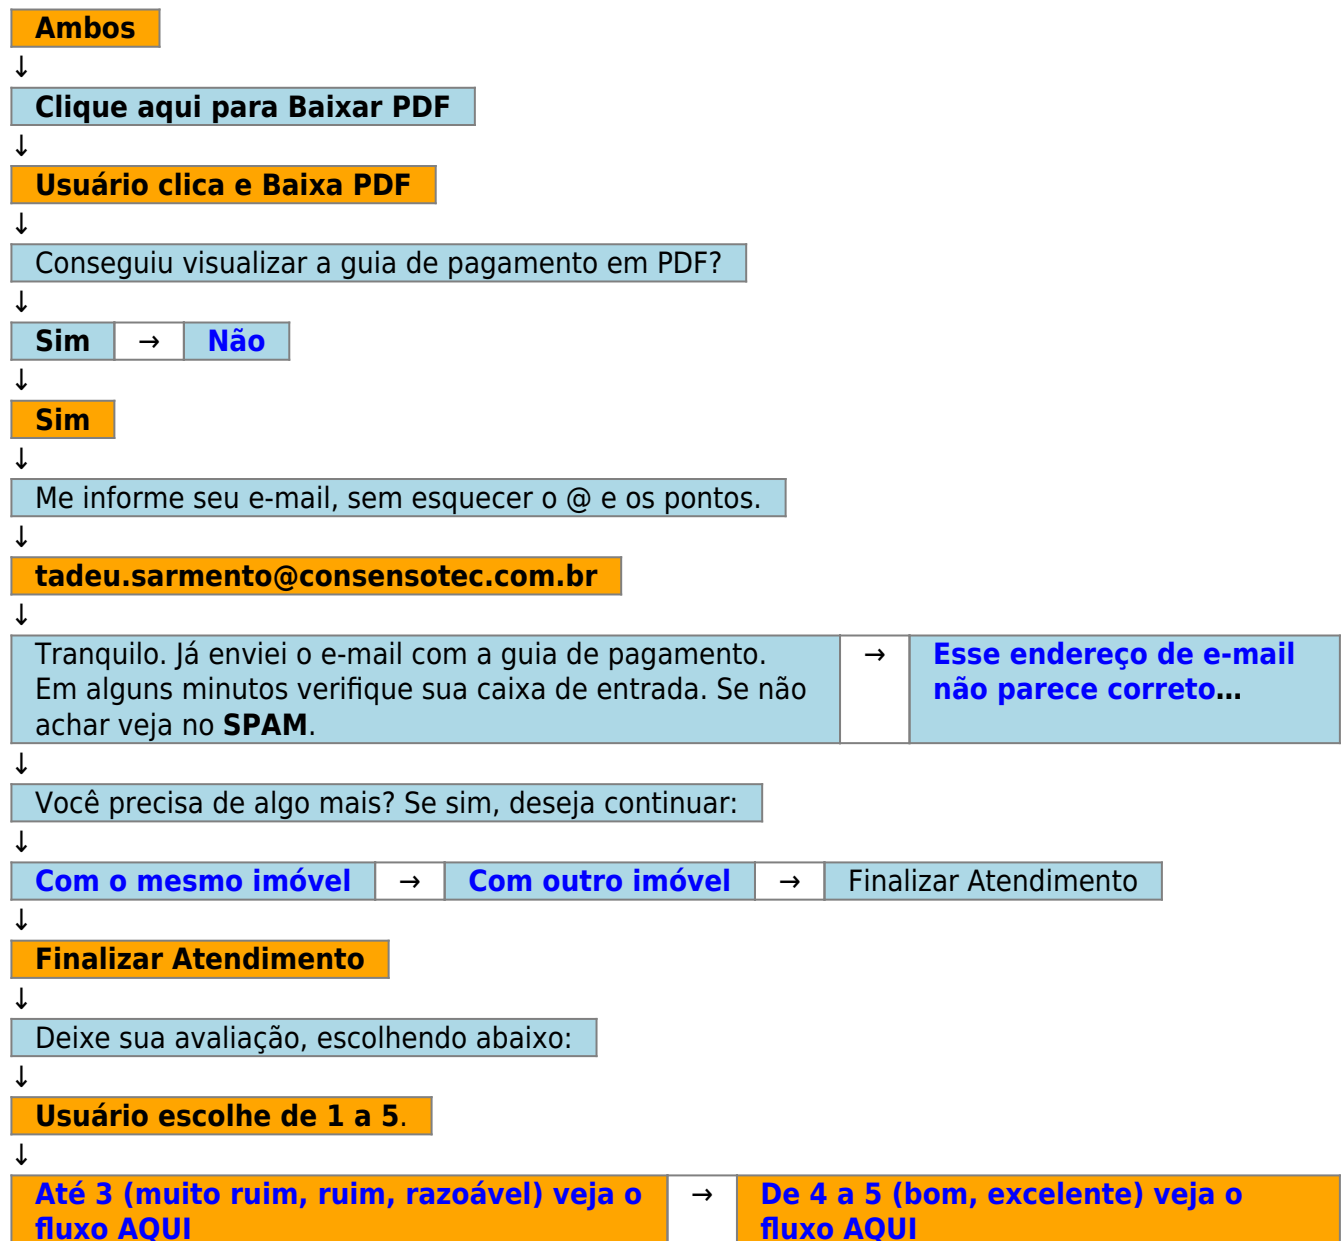 Ambos
↓
Clique aqui para Baixar PDF
↓
Usuário clica e Baixa PDF
↓
Conseguiu visualizar a guia de pagamento em PDF?
↓
Sim → Não
↓
Sim
↓
Me informe seu e-mail, sem esquecer o @ e os pontos.
↓
tadeu.sarmento@consensotec.com.br
↓
Tranquilo. Já enviei o e-mail com a guia de pagamento.
Em alguns minutos verifique sua caixa de entrada. Se não
achar veja no SPAM.
→
Esse endereço de e-mail
não parece correto…
↓
Você precisa de algo mais? Se sim, deseja continuar:
↓
Com o mesmo imóvel → Com outro imóvel → Finalizar Atendimento
↓
Finalizar Atendimento
↓
Deixe sua avaliação, escolhendo abaixo:
↓
Usuário escolhe de 1 a 5.
↓
Até 3 (muito ruim, ruim, razoável) veja o
fluxo AQUI
→
De 4 a 5 (bom, excelente) veja o
fluxo AQUI